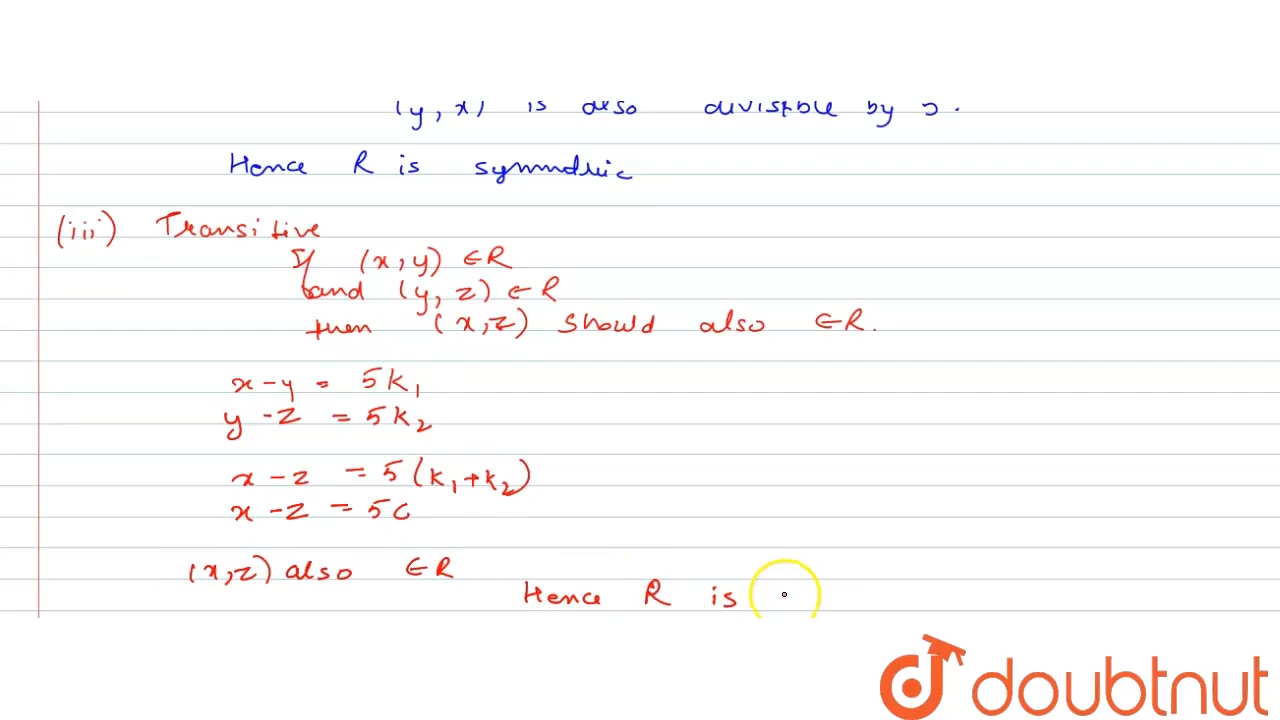 (y, x) is also divisible by 5.
Hence R is symmdric
(iii) Transitive
If (x, y) ∈ R
and (y, z) ∈ R
then (x, z) should also ∈ R.
x - y = 5k₁
y - z = 5k₂
x - z = 5(k₁ + k₂)
x - z = 5c
(x, z) also ∈ R
Hence R is
doubtnut